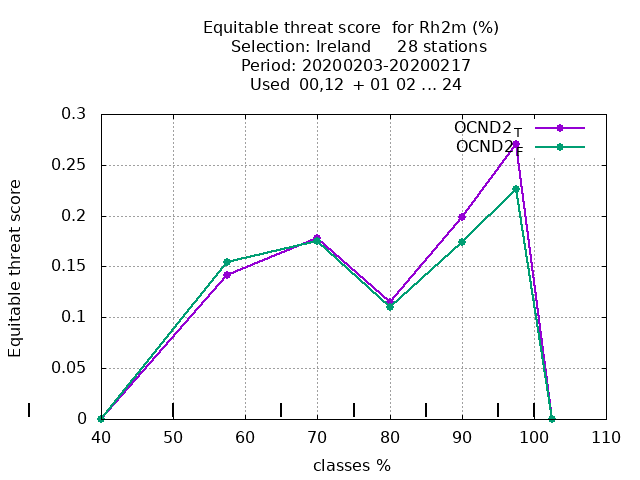 Equitable threat score  for Rh2m (%)
Selection: Ireland     28 stations
Period: 20200203-20200217
Used  00,12  + 01 02 ... 24
OCND2_T
OCND2_F
Equitable threat score
0.3
0.25
0.2
0.15
0.1
0.05
0
40 50 60 70 80 90 100 110
classes %